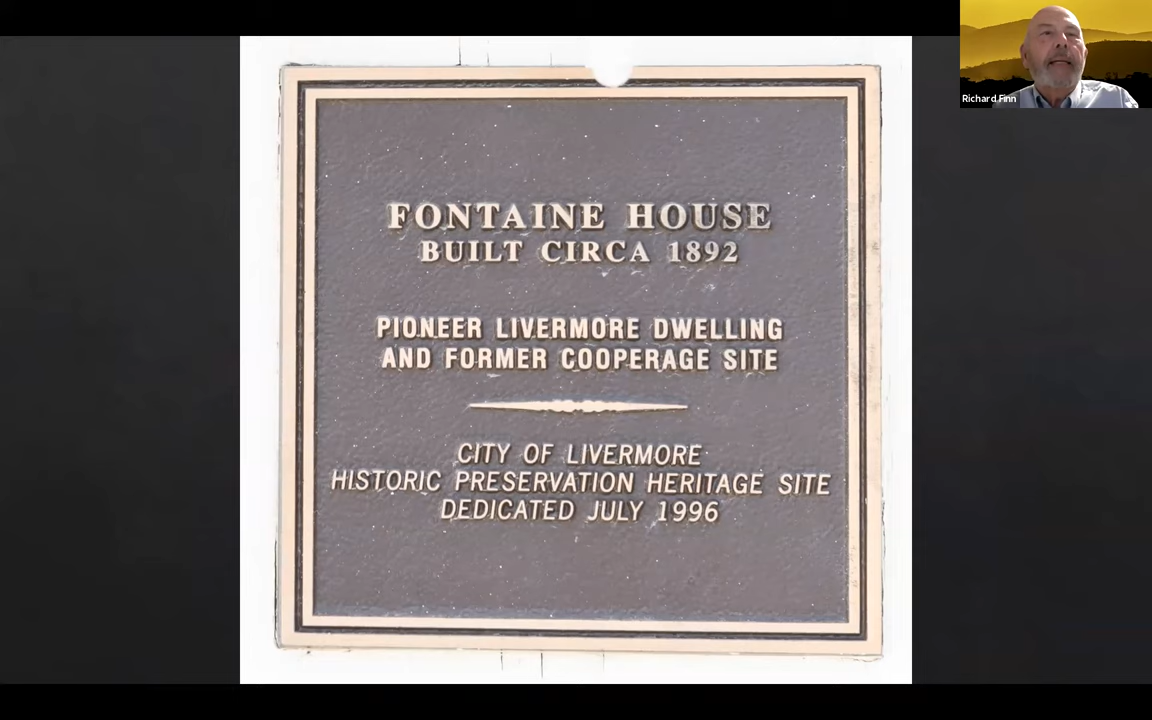 FONTAINE HOUSE
BUILT CIRCA 1892
PIONEER LIVERMORE DWELLING
AND FORMER COOPERAGE SITE
CITY OF LIVERMORE
HISTORIC PRESERVATION HERITAGE SITE
DEDICATED JULY 1996
Richard Finn